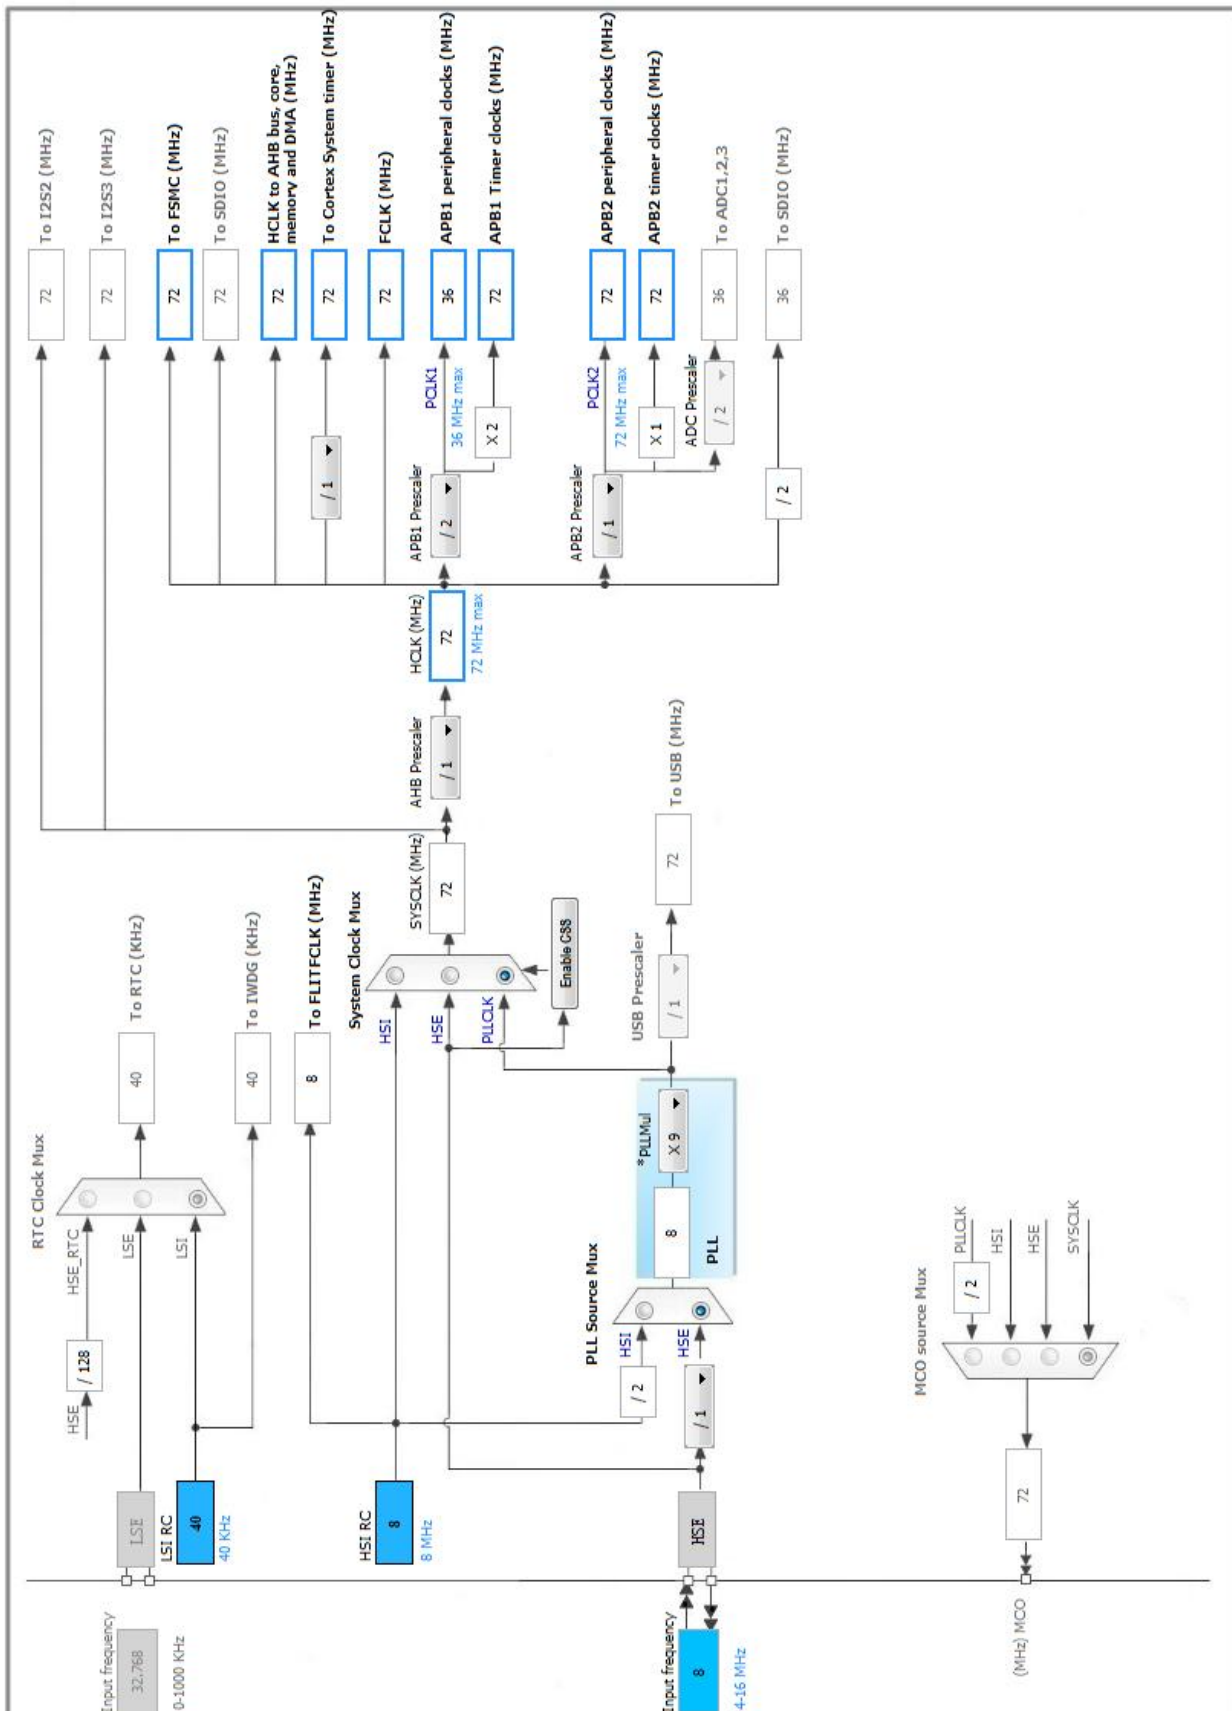 Input frequency
32.768
0-1000 KHz
LSE
LSI RC
40
40 KHz
HSE
/ 128
HSE_RTC
LSE
LSI
RTC Clock Mux
40
To RTC (KHz)
40
To IWDG (KHz)
HSI RC
8
8 MHz
8
To FLITFCLK (MHz)
System Clock Mux
HSI
HSE
PLLCLK
Enable CSS
SYSCLK (MHz)
72
AHB Prescaler
/ 1
HCLK (MHz)
72
72 MHz max
72
To I2S2 (MHz)
72
To I2S3 (MHz)
72
To FSMC (MHz)
72
To SDIO (MHz)
72
HCLK to AHB bus, core,
memory and DMA (MHz)
/ 1
72
To Cortex System timer (MHz)
72
FCLK (MHz)
APB1 Prescaler
/ 2
PCLK1
36 MHz max
36
APB1 peripheral clocks (MHz)
X 2
72
APB1 Timer clocks (MHz)
APB2 Prescaler
/ 1
PCLK2
72 MHz max
72
APB2 peripheral clocks (MHz)
X 1
72
APB2 timer clocks (MHz)
ADC Prescaler
/ 2
36
To ADC1,2,3
/ 2
36
To SDIO (MHz)
Input frequency
8
4-16 MHz
HSE
/ 1
/ 2
PLL Source Mux
HSI
HSE
8
PLL
*PLLMul
X 9
USB Prescaler
/ 1
72
To USB (MHz)
MCO source Mux
PLLCLK
/ 2
HSI
HSE
SYSCLK
72
(MHz) MCO